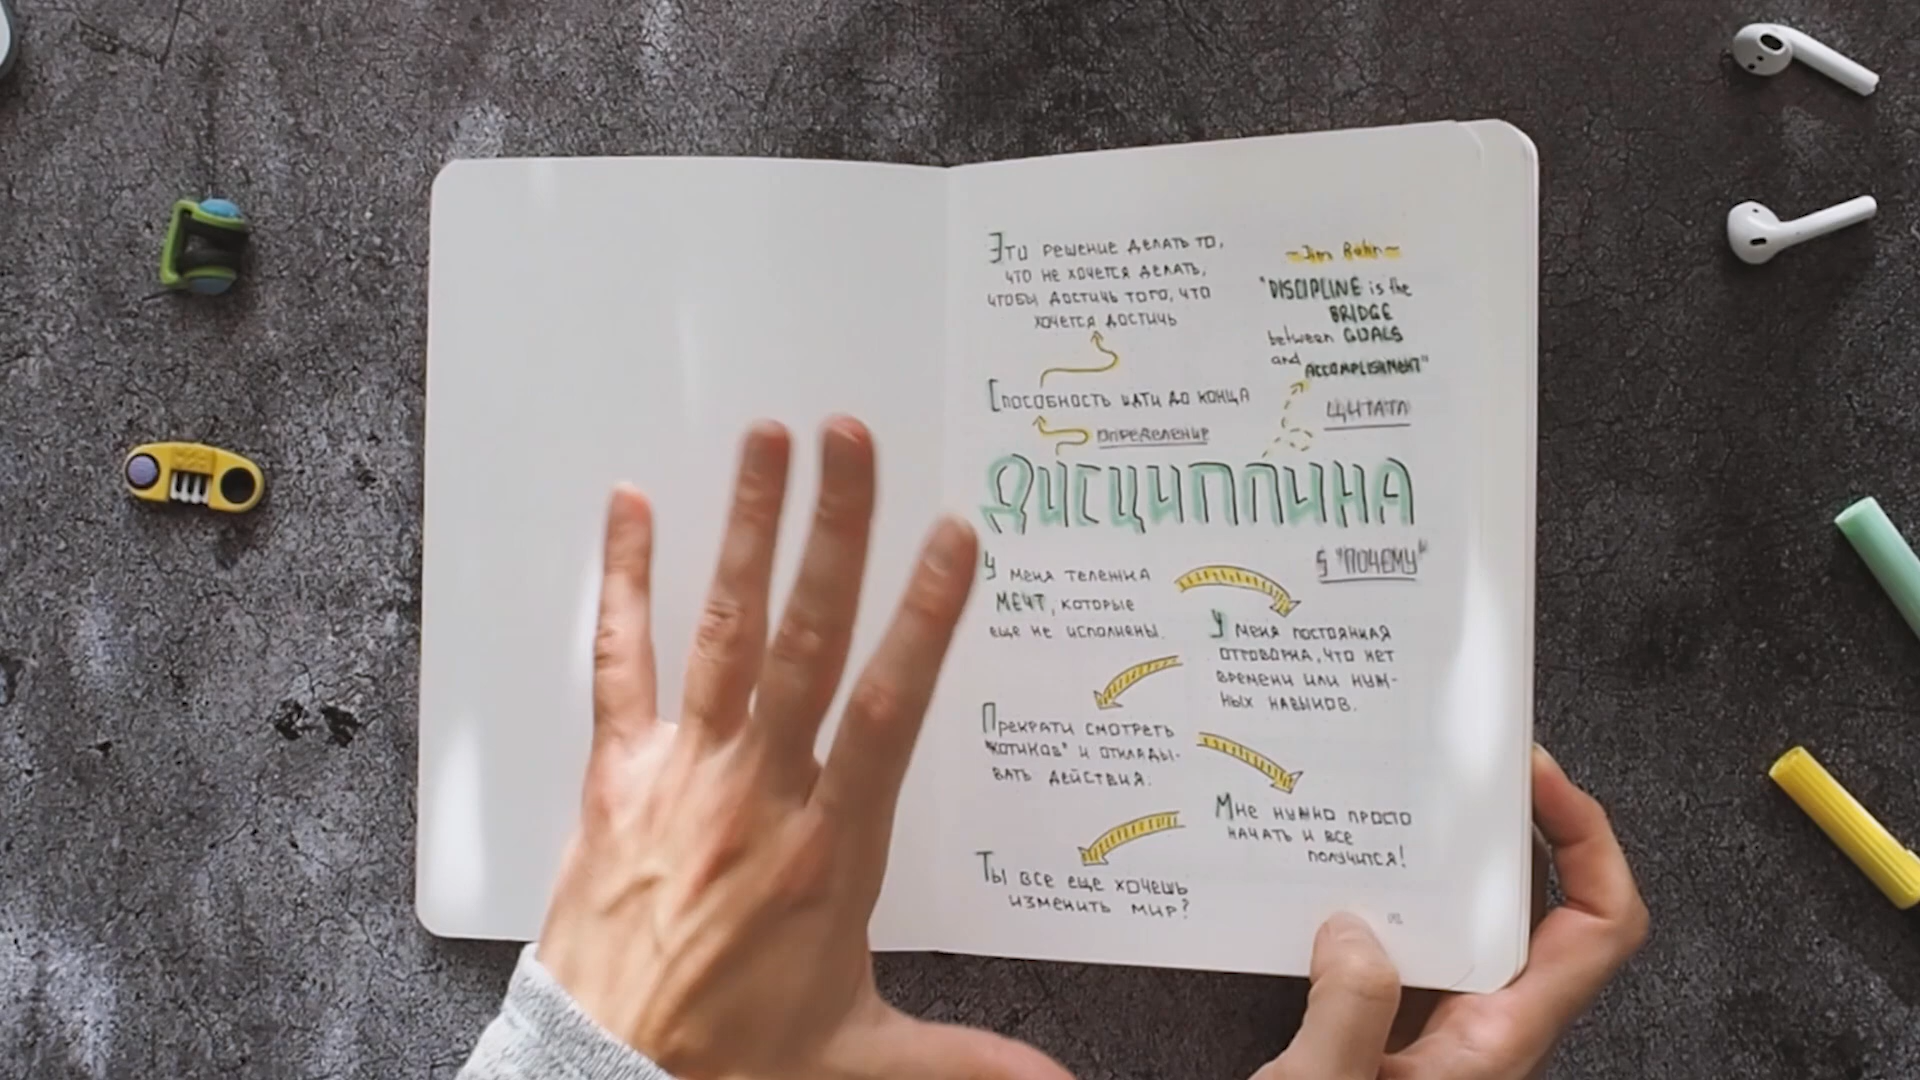 Это решение делать то,
что не хочется делать,
чтобы достичь того, что
хочется достичь
~Jim Rohn~
"DISCIPLINE is the
BRIDGE
between GOALS
and ACCOMPLISHMENT"
ЦИТАТА
Способность идти до конца
определение
ДИСЦИПЛИНА
5 "ПОЧЕМУ"
У меня тележка
МЕЧТ, которые
еще не исполнены.
У меня постоянная
отговорка, что нет
времени или нуж-
ных навыков.
Прекрати смотреть
"котиков" и отклады-
вать действия.
Мне нужно просто
начать и все
получится!
Ты все еще хочешь
изменить мир?